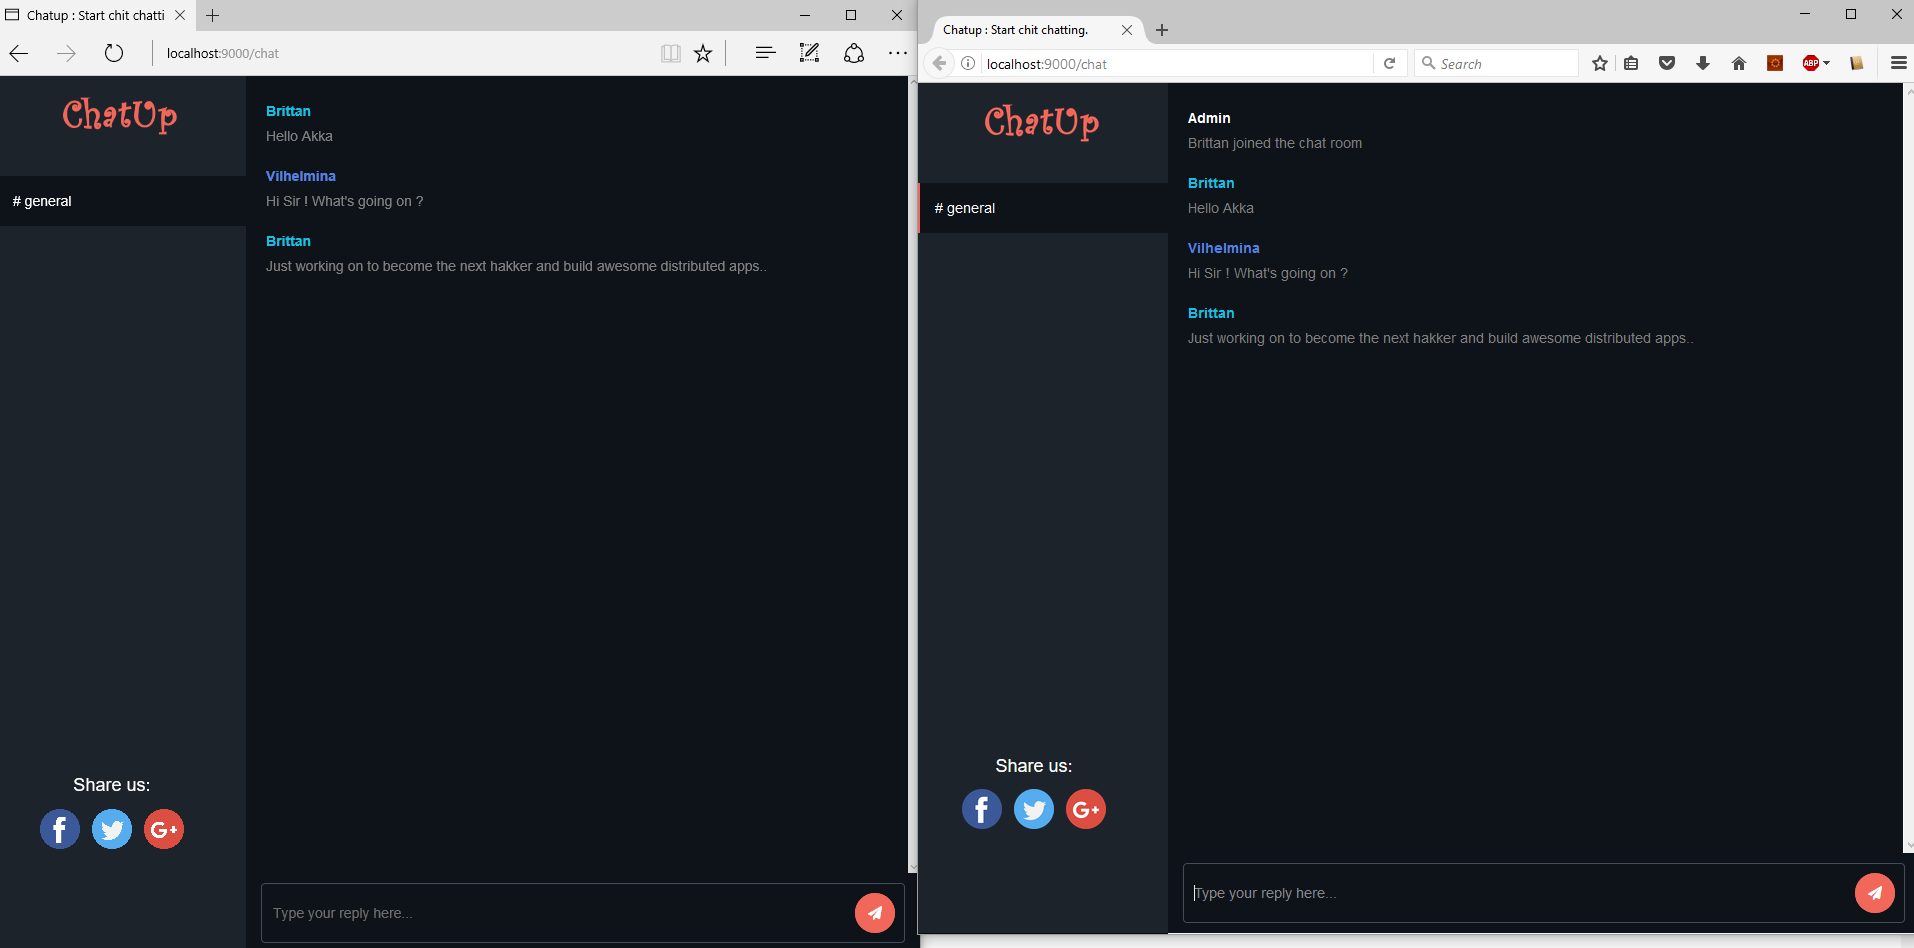 Chatup : Start chit chatti
localhost:9000/chat
ChatUp
# general
Brittan
Hello Akka
Vilhelmina
Hi Sir ! What's going on ?
Brittan
Just working on to become the next hakker and build awesome distributed apps..
Share us:
f
G+
Type your reply here...
Chatup : Start chit chatting.
localhost:9000/chat
Search
ABP
ChatUp
# general
Admin
Brittan joined the chat room
Brittan
Hello Akka
Vilhelmina
Hi Sir ! What's going on ?
Brittan
Just working on to become the next hakker and build awesome distributed apps..
Share us:
f
G+
Type your reply here...